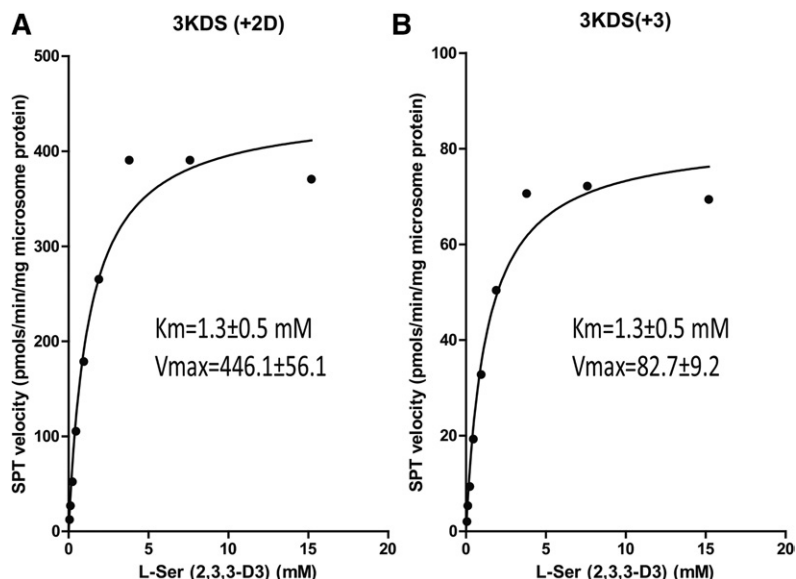 A
3KDS (+2D)
SPT velocity (pmols/min/mg microsome protein)
500
400
300
200
100
0
Km=1.3±0.5 mM
Vmax=446.1±56.1
0 5 10 15 20
L-Ser (2,3,3-D3) (mM)
B
3KDS(+3)
SPT velocity (pmols/min/mg microsome protein)
100
80
60
40
20
0
Km=1.3±0.5 mM
Vmax=82.7±9.2
0 5 10 15 20
L-Ser (2,3,3-D3) (mM)